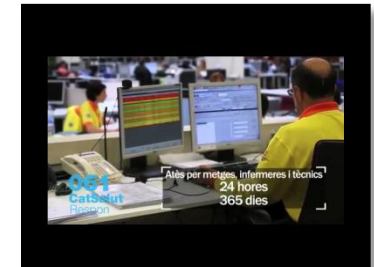 061
CatSalut
Respon
Atès per metges, Infermeres i tècnics
24 hores
365 dies